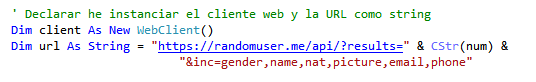 ' Declarar he instanciar el cliente web y la URL como string
Dim client As New WebClient()
Dim url As String = "https://randomuser.me/api/?results=" & CStr(num) &
"&inc=gender,name,nat,picture,email,phone"